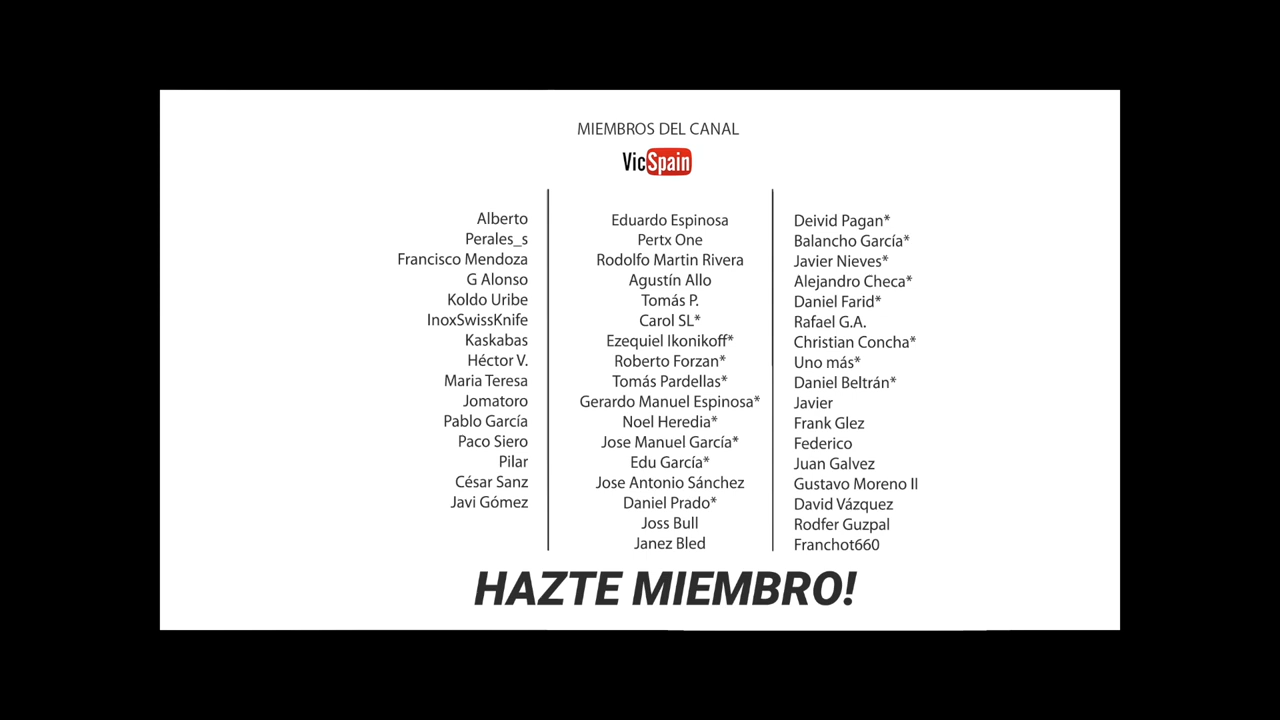 MIEMBROS DEL CANAL
VicSpain
Alberto
Perales_s
Francisco Mendoza
G Alonso
Koldo Uribe
InoxSwissKnife
Kaskabas
Héctor V.
Maria Teresa
Jomatoro
Pablo García
Paco Siero
Pilar
César Sanz
Javi Gómez
Eduardo Espinosa
Pertx One
Rodolfo Martin Rivera
Agustín Allo
Tomás P.
Carol SL*
Ezequiel Ikonikoff*
Roberto Forzan*
Tomás Pardellas*
Gerardo Manuel Espinosa*
Noel Heredia*
Jose Manuel García*
Edu García*
Jose Antonio Sánchez
Daniel Prado*
Joss Bull
Janez Bled
Deivid Pagan*
Balancho García*
Javier Nieves*
Alejandro Checa*
Daniel Farid*
Rafael G.A.
Christian Concha*
Uno más*
Daniel Beltrán*
Javier
Frank Glez
Federico
Juan Galvez
Gustavo Moreno II
David Vázquez
Rodfer Guzpal
Franchot660
HAZTE MIEMBRO!